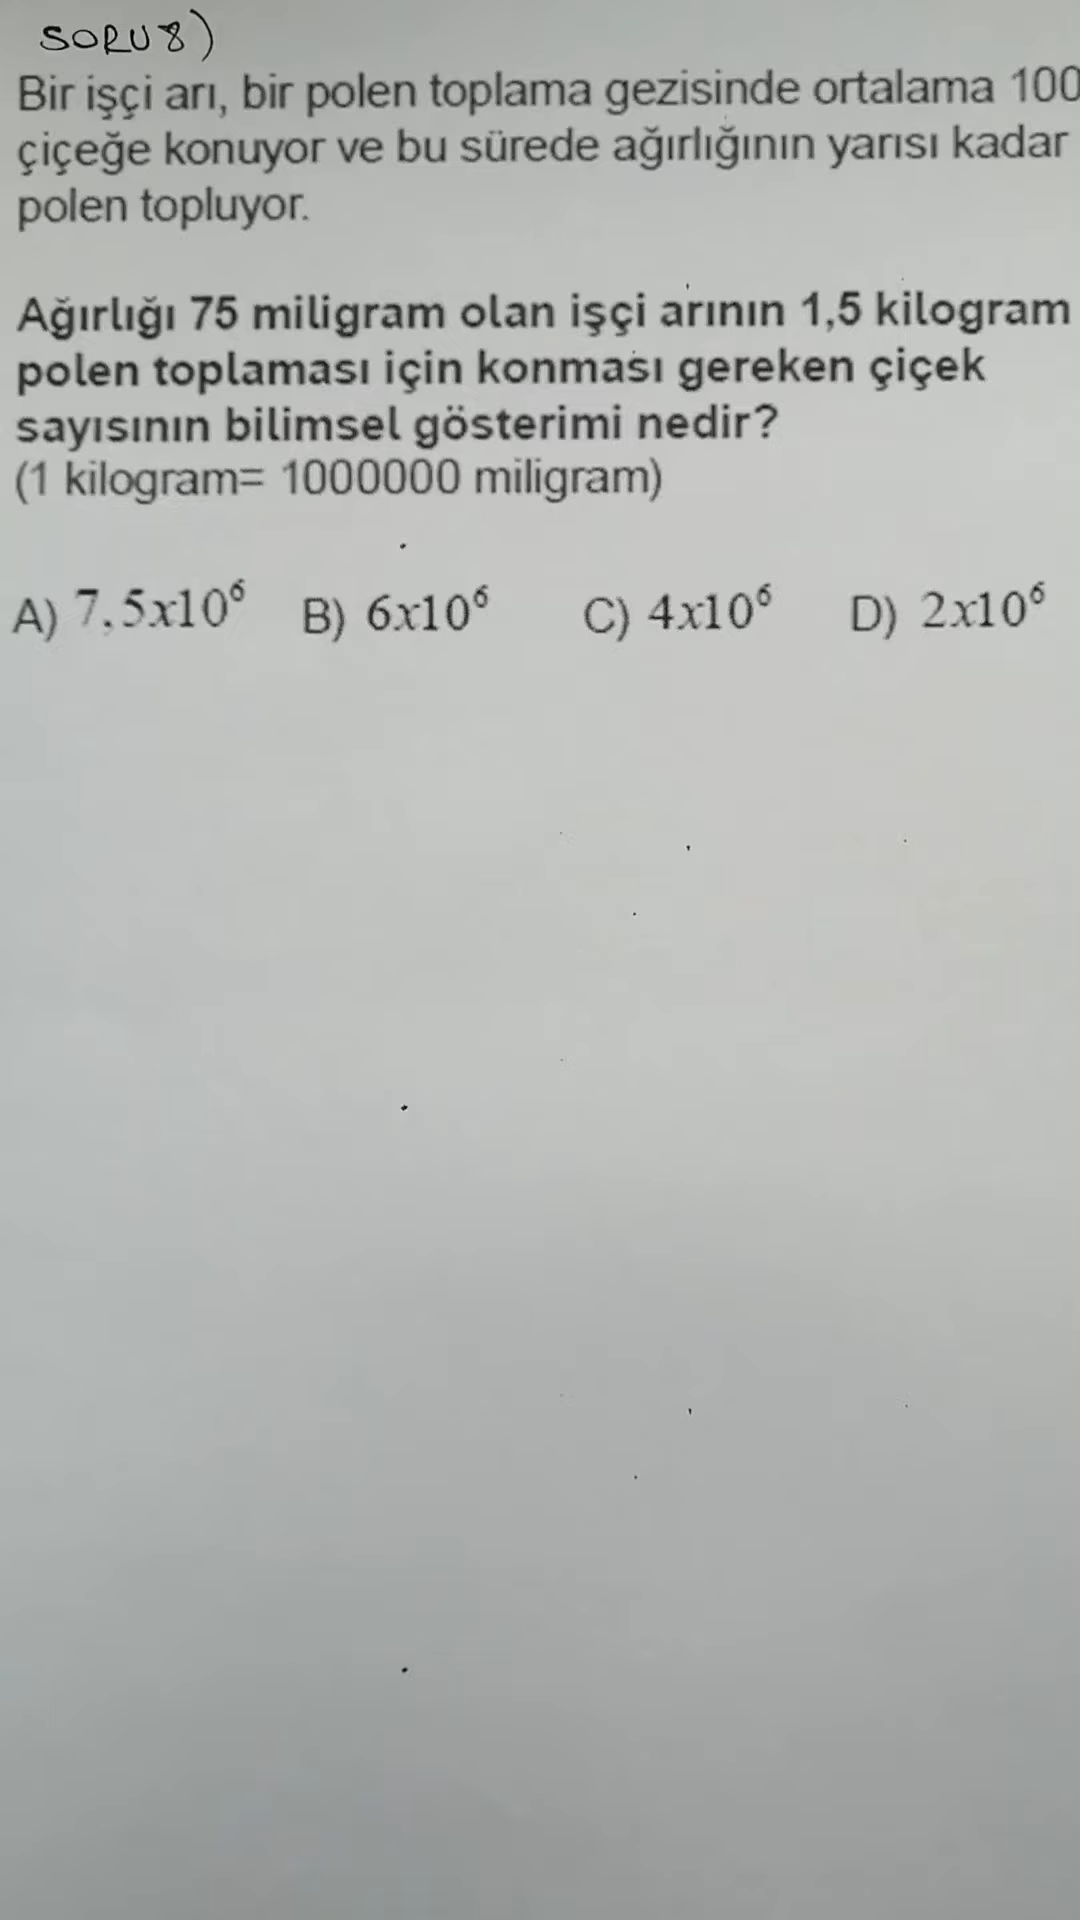 SORU 8)
Bir işçi arı, bir polen toplama gezisinde ortalama 100
çiçeğe konuyor ve bu sürede ağırlığının yarısı kadar
polen topluyor.
Ağırlığı 75 miligram olan işçi arının 1,5 kilogram
polen toplaması için konması gereken çiçek
sayısının bilimsel gösterimi nedir?
(1 kilogram= 1000000 miligram)
A) 7,5x10⁶ B) 6x10⁶ C) 4x10⁶ D) 2x10⁶